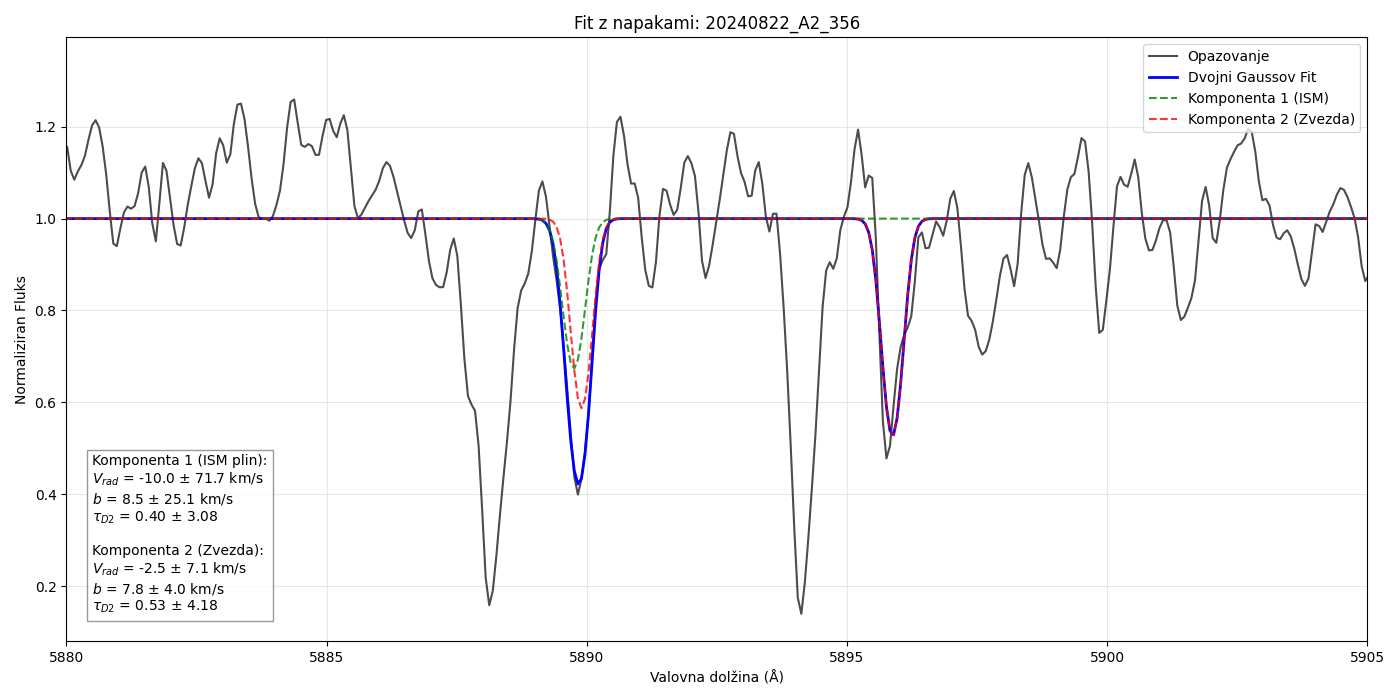 Fit z napakami: 20240822_A2_356
Opazovanje
Dvojni Gaussov Fit
Komponenta 1 (ISM)
Komponenta 2 (Zvezda)
Normaliziran Fluks
1.2
1.0
0.8
0.6
0.4
0.2
Komponenta 1 (ISM plin):
V_rad = -10.0 ± 71.7 km/s
b = 8.5 ± 25.1 km/s
τ_D2 = 0.40 ± 3.08
Komponenta 2 (Zvezda):
V_rad = -2.5 ± 7.1 km/s
b = 7.8 ± 4.0 km/s
τ_D2 = 0.53 ± 4.18
5880 5885 5890 5895 5900 5905
Valovna dolžina (Å)